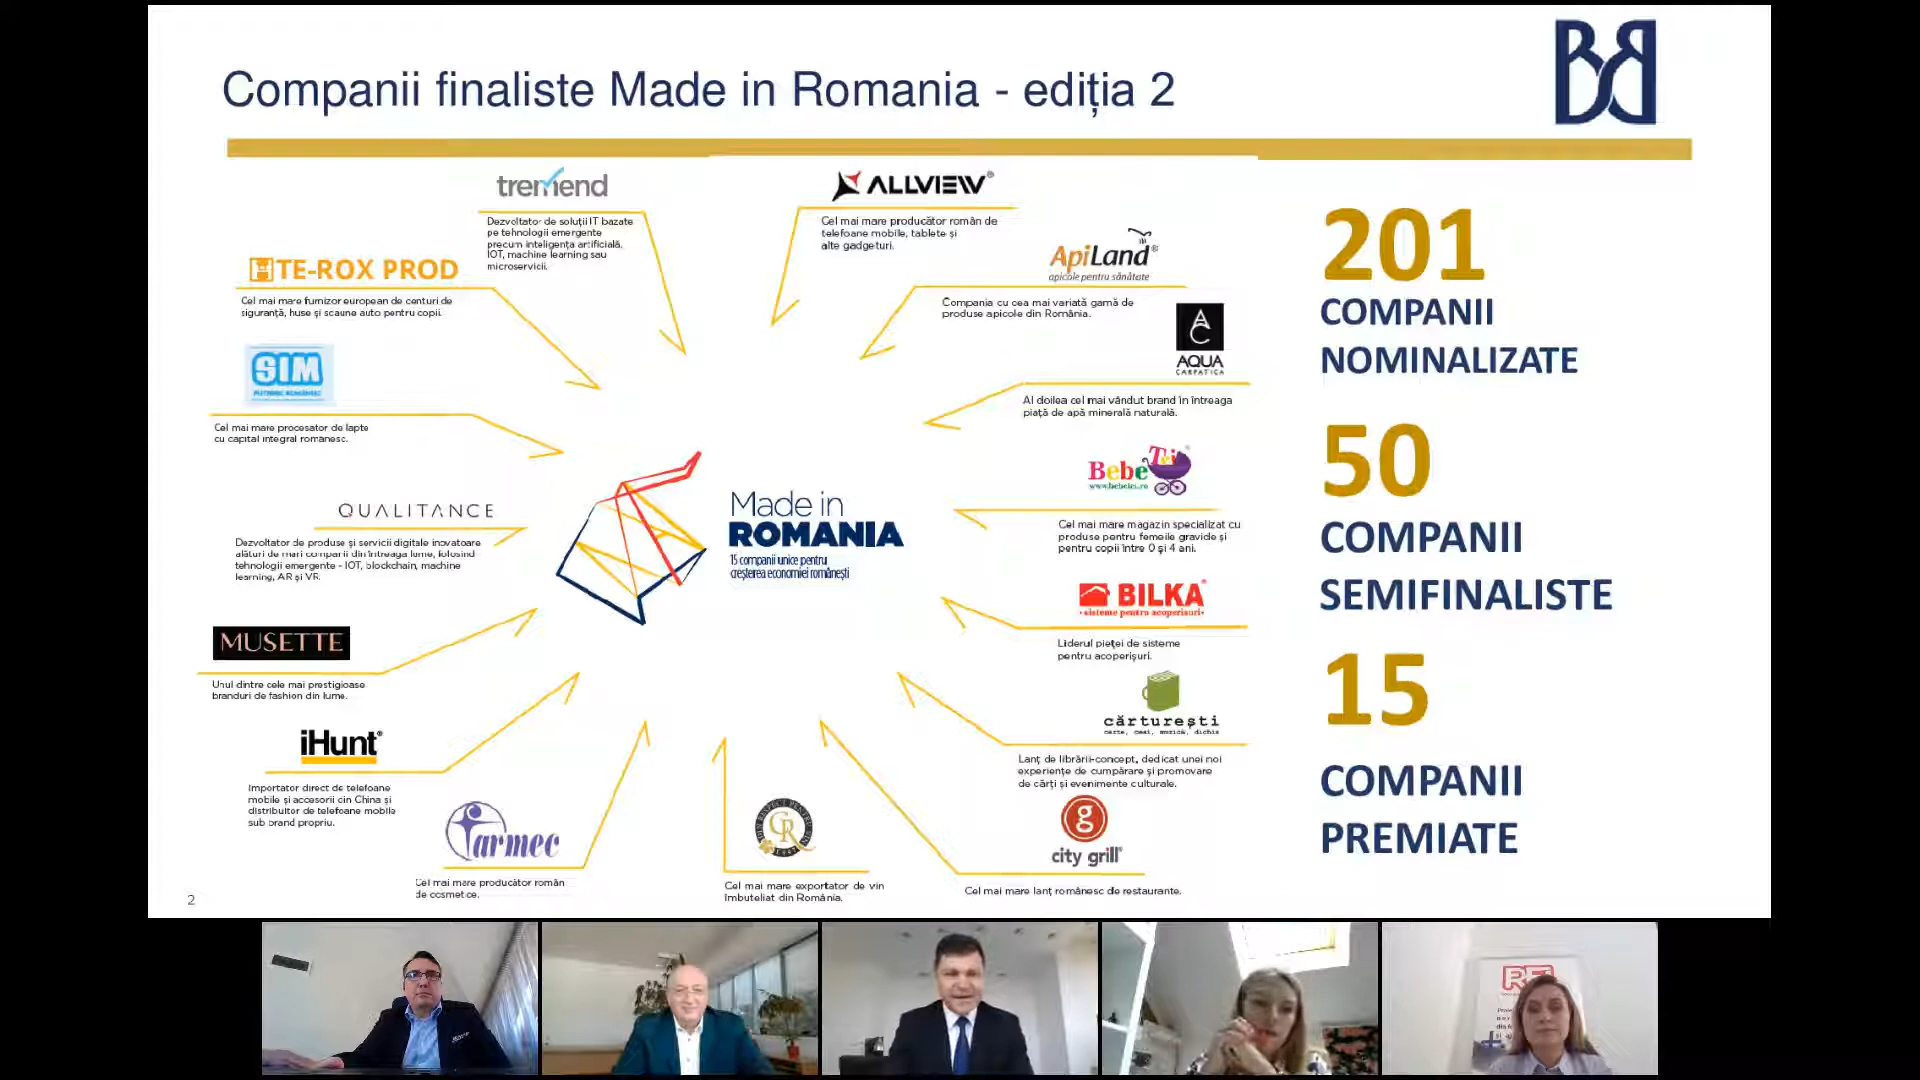 Companii finaliste Made in Romania - ediția 2
tremend
Dezvoltator de soluții IT bazate
pe tehnologii emergente
precum inteligența artificială,
IOT, machine learning sau
microservicii.
TE-ROX PROD
Cel mai mare furnizor european de centuri de
siguranță, huse și scaune auto pentru copii.
SIM
Cel mai mare procesator de lapte
cu capital integral românesc.
QUALITANCE
Dezvoltator de produse și servicii digitale inovatoare
alături de mari companii din întreaga lume, folosind
tehnologii emergente - IOT, blockchain, machine
learning, AR și VR.
MUSETTE
Unul dintre cele mai prestigioase
branduri de fashion din lume.
iHunt®
Importator direct de telefoane
mobile și accesorii din China și
distribuitor de telefoane mobile
sub brand propriu.
farmec
Cel mai mare producător român
de cosmetice.
CR
Cel mai mare exportator de vin
îmbuteliat din România.
Made in
ROMANIA
15 companii unice pentru
creșterea economiei românești
ALLVIEW®
Cel mai mare producător român de
telefoane mobile, tablete și
alte gadgeturi.
ApiLand®
apicole pentru sănătate
Compania cu cea mai variată gamă de
produse apicole din România.
AC
AQUA
CARPATICA
Al doilea cel mai vândut brand în întreaga
piață de apă minerală naturală.
Bebe Tei
www.bebetei.ro
Cel mai mare magazin specializat cu
produse pentru femeile gravide și
pentru copii între 0 și 4 ani.
BILKA®
• sisteme pentru acoperisuri •
Liderul pieței de sisteme
pentru acoperișuri.
cărturești
carte, ceai, muzică, dichis
Lanț de librării-concept, dedicat unei noi
experiențe de cumpărare și promovare
de cărți și evenimente culturale.
g
city grill®
Cel mai mare lanț românesc de restaurante.
201
COMPANII
NOMINALIZATE
50
COMPANII
SEMIFINALISTE
15
COMPANII
PREMIATE
2